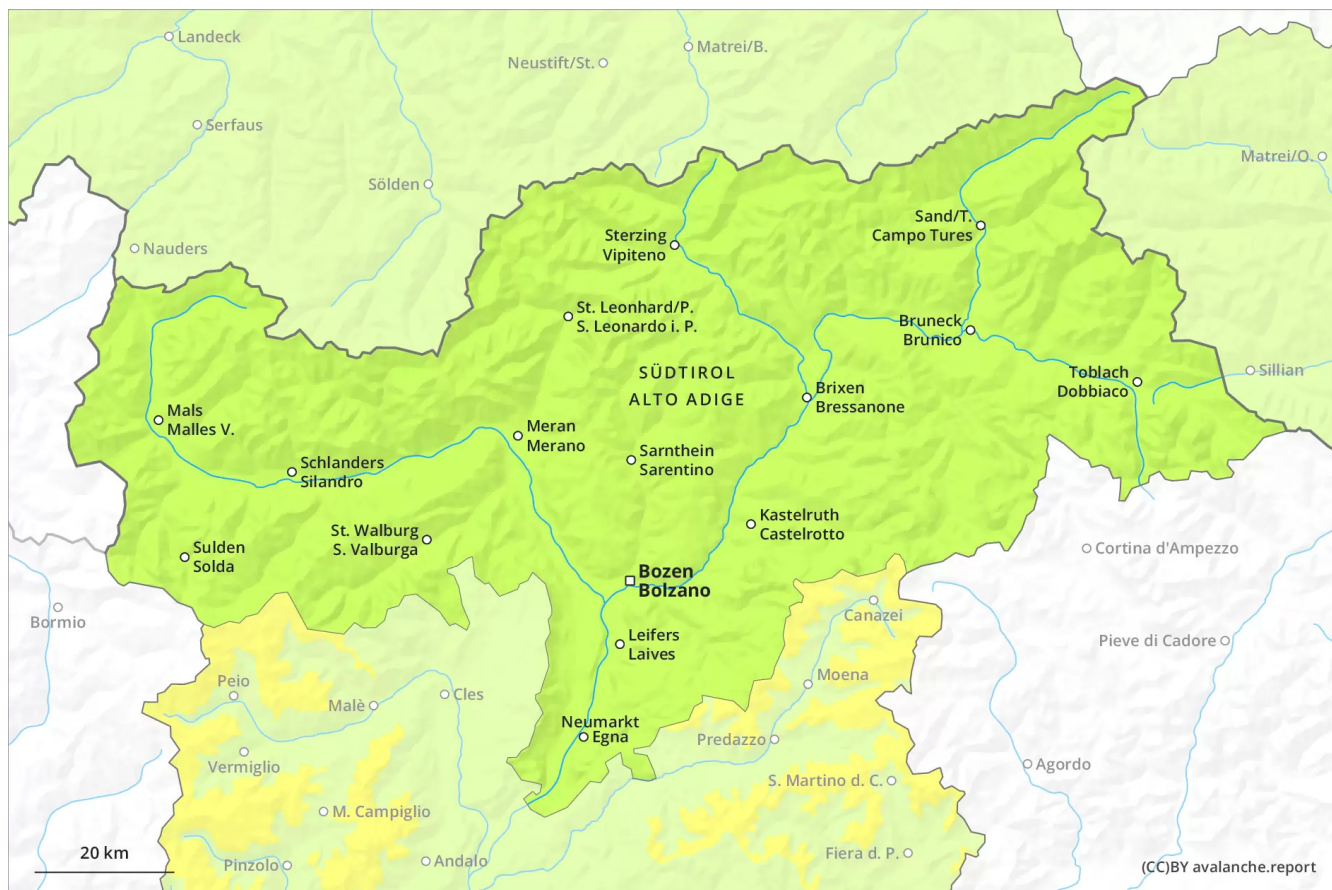 Landeck
Matrei/B.
Neustift/St.
Serfaus
Matrei/O.
Sölden
Sand/T.
Campo Tures
Sterzing
Vipiteno
Nauders
St. Leonhard/P.
S. Leonardo i. P.
Bruneck
Brunico
SÜDTIROL
ALTO ADIGE
Toblach
Dobbiaco
Sillian
Brixen
Bressanone
Mals
Malles V.
Meran
Merano
Sarnthein
Sarentino
Schlanders
Silandro
Kastelruth
Castelrotto
St. Walburg
S. Valburga
Sulden
Solda
Cortina d'Ampezzo
Bozen
Bolzano
Bormio
Canazei
Leifers
Laives
Pieve di Cadore
Peio
Moena
Malè
Cles
Neumarkt
Egna
Predazzo
Vermiglio
Agordo
S. Martino d. C.
M. Campiglio
20 km
Pinzolo
Andalo
Fiera d. P.
(CC)BY avalanche.report